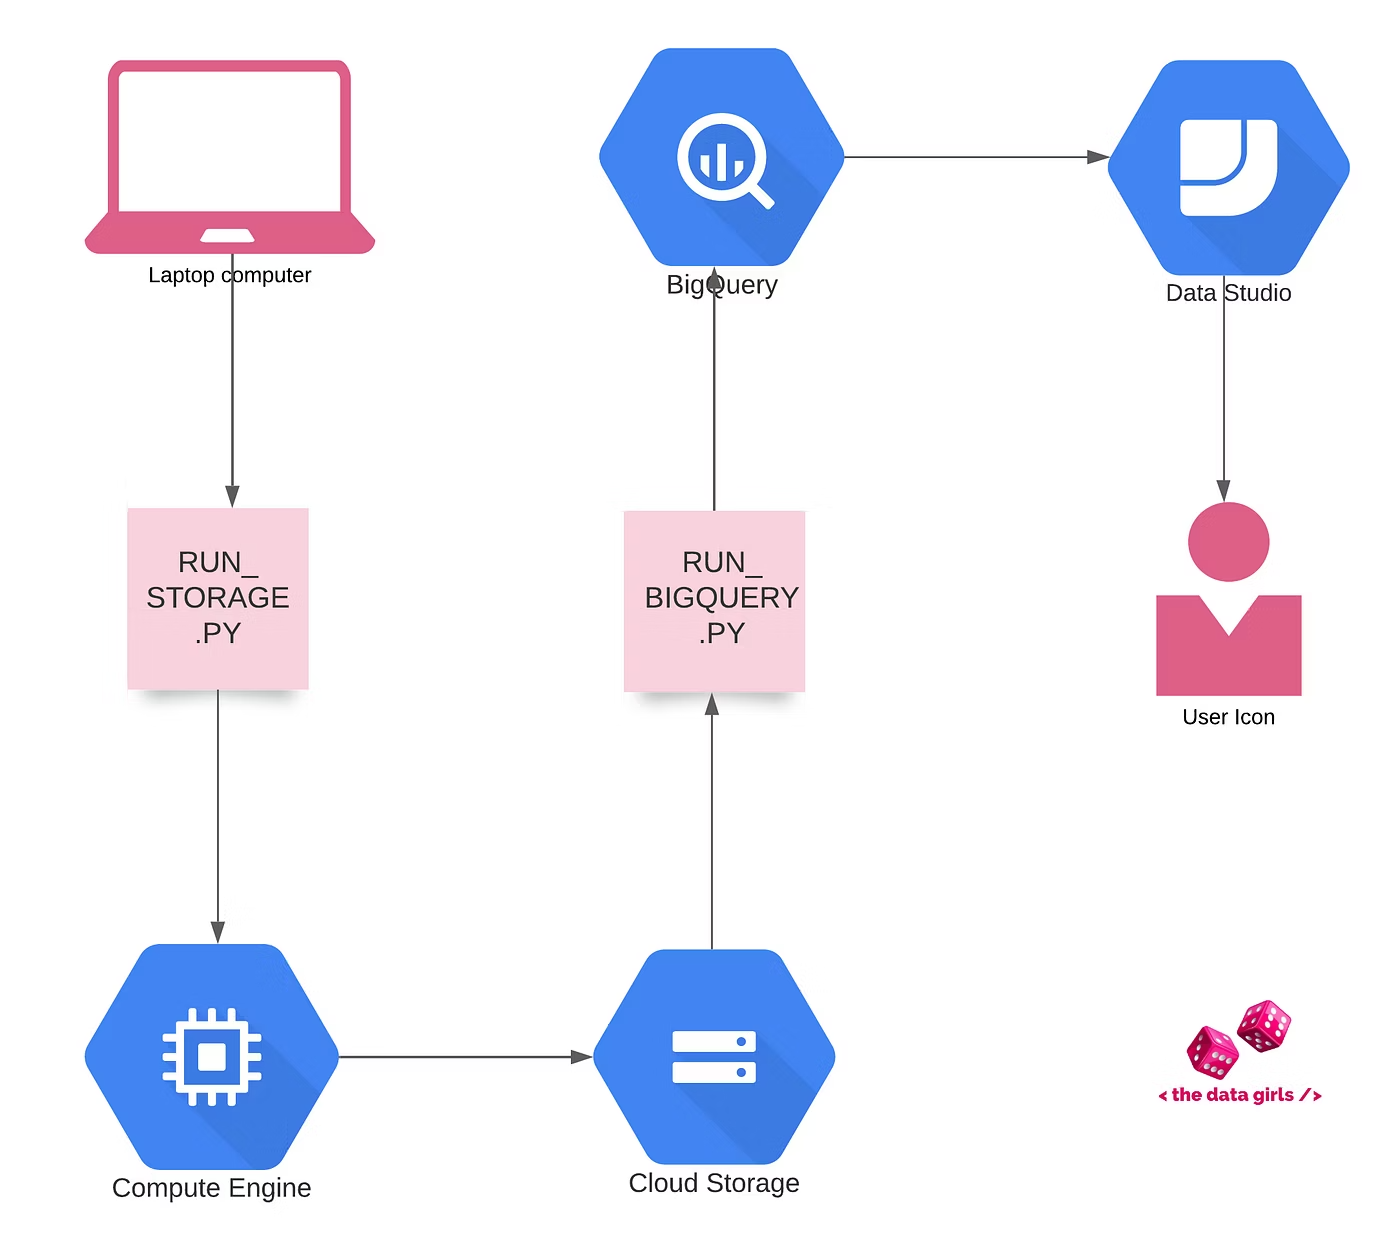 Laptop computer
BigQuery
Data Studio
RUN_
STORAGE
.PY
RUN_
BIGQUERY
.PY
User Icon
< the data girls />
Compute Engine
Cloud Storage